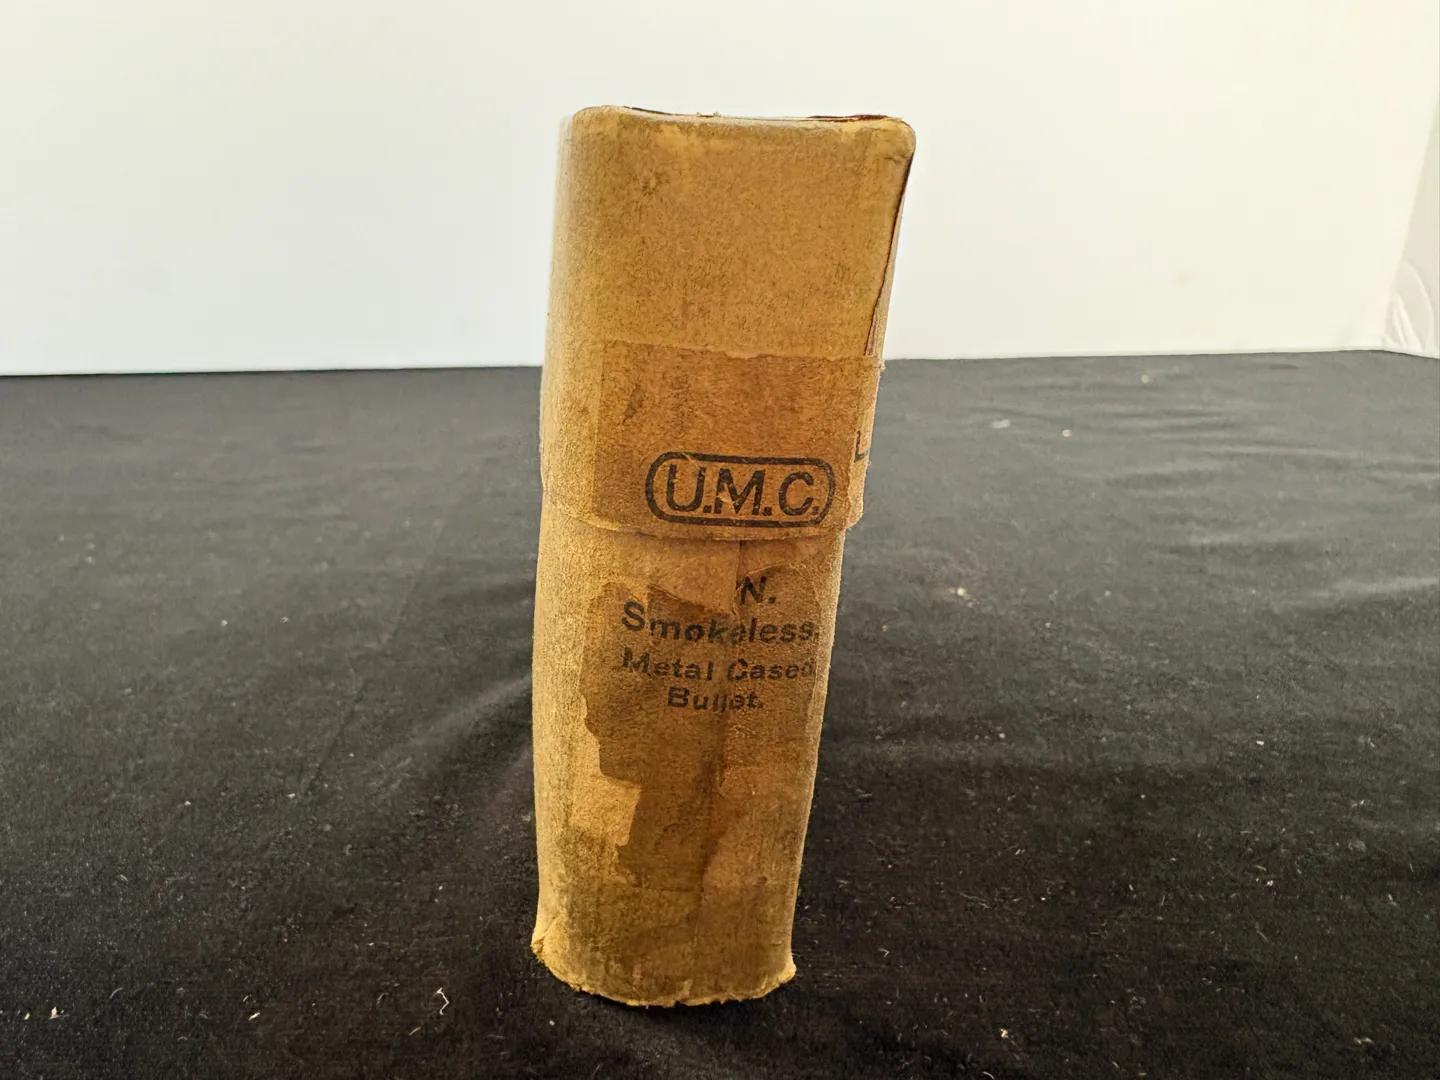 U.M.C.
L
N.
Smokeless,
Metal Cased
Bullet.